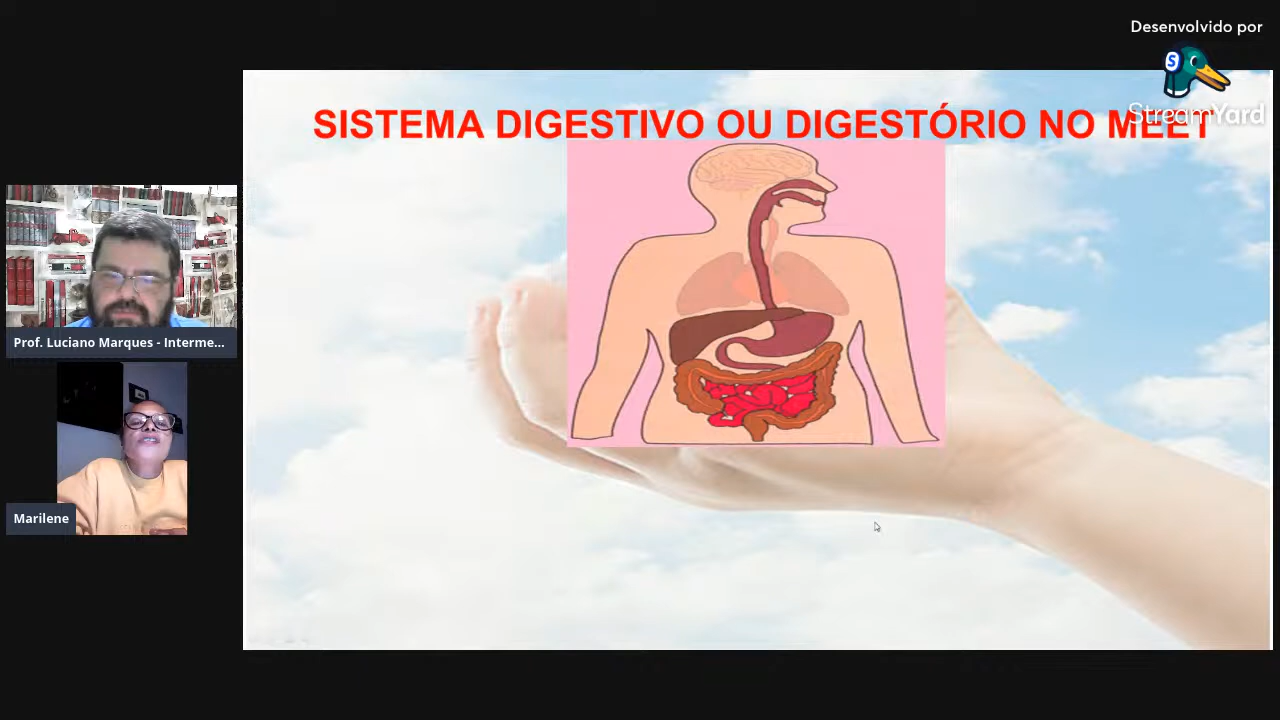 Desenvolvido por
StreamYard
SISTEMA DIGESTIVO OU DIGESTÓRIO NO MEET
Prof. Luciano Marques - Interme...
Marilene